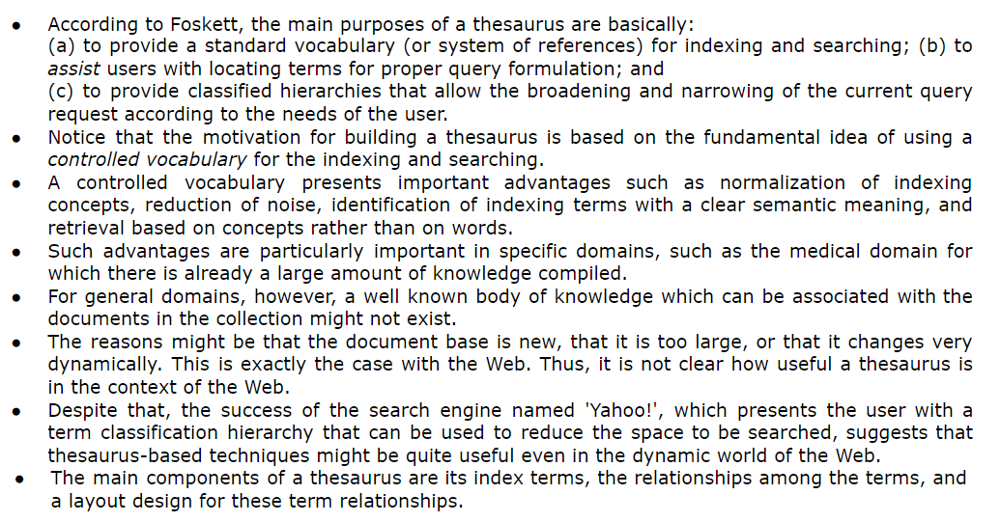 • According to Foskett, the main purposes of a thesaurus are basically:
(a) to provide a standard vocabulary (or system of references) for indexing and searching; (b) to
assist users with locating terms for proper query formulation; and
(c) to provide classified hierarchies that allow the broadening and narrowing of the current query
request according to the needs of the user.
• Notice that the motivation for building a thesaurus is based on the fundamental idea of using a
controlled vocabulary for the indexing and searching.
• A controlled vocabulary presents important advantages such as normalization of indexing
concepts, reduction of noise, identification of indexing terms with a clear semantic meaning, and
retrieval based on concepts rather than on words.
• Such advantages are particularly important in specific domains, such as the medical domain for
which there is already a large amount of knowledge compiled.
• For general domains, however, a well known body of knowledge which can be associated with the
documents in the collection might not exist.
• The reasons might be that the document base is new, that it is too large, or that it changes very
dynamically. This is exactly the case with the Web. Thus, it is not clear how useful a thesaurus is
in the context of the Web.
• Despite that, the success of the search engine named 'Yahoo!', which presents the user with a
term classification hierarchy that can be used to reduce the space to be searched, suggests that
thesaurus-based techniques might be quite useful even in the dynamic world of the Web.
• The main components of a thesaurus are its index terms, the relationships among the terms, and
a layout design for these term relationships.